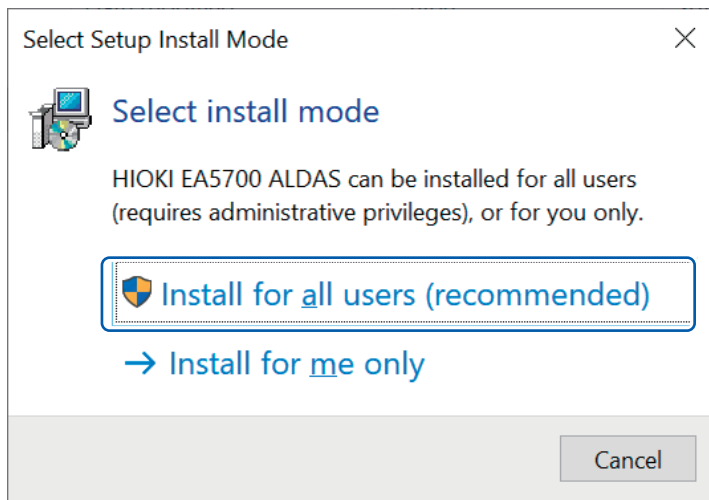 Select Setup Install Mode
Select install mode
HIOKI EA5700 ALDAS can be installed for all users
(requires administrative privileges), or for you only.
Install for all users (recommended)
→ Install for me only
Cancel